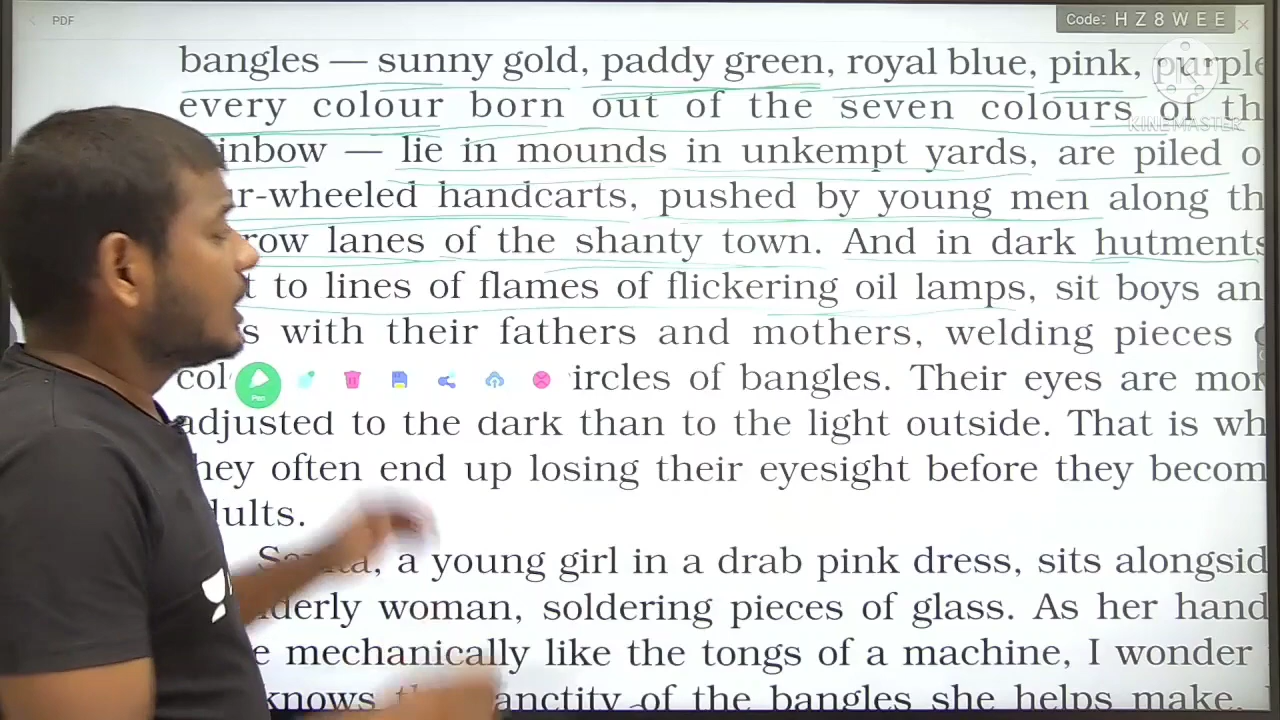 PDF
Code: HZ8WEE
bangles — sunny gold, paddy green, royal blue, pink, purple
every colour born out of the seven colours of th
inbow — lie in mounds in unkempt yards, are piled o
r-wheeled handcarts, pushed by young men along th
row lanes of the shanty town. And in dark hutments
t to lines of flames of flickering oil lamps, sit boys an
s with their fathers and mothers, welding pieces
col ircles of bangles. Their eyes are mor
Pen
adjusted to the dark than to the light outside. That is wh
hey often end up losing their eyesight before they becom
dults.
a young girl in a drab pink dress, sits alongsid
derly woman, soldering pieces of glass. As her hand
e mechanically like the tongs of a machine, I wonder
knows anctity of the bangles she helps make.
KINEMASTER